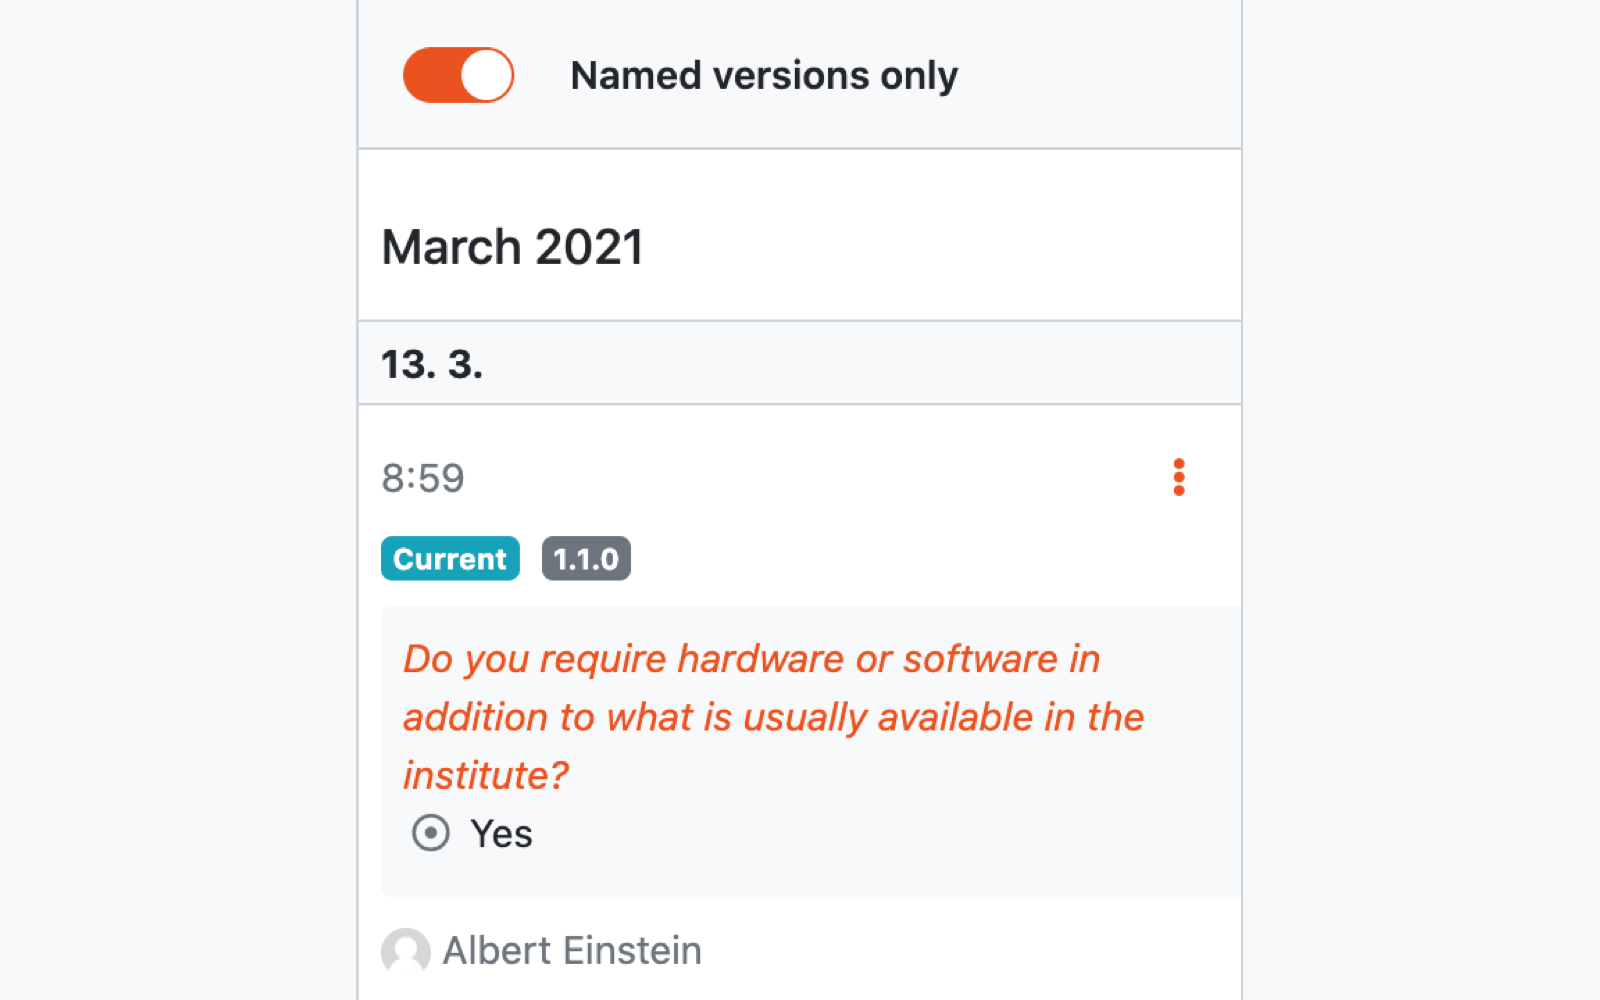 Named versions only
March 2021
13. 3.
8:59
Current 1.1.0
Do you require hardware or software in
addition to what is usually available in the
institute?
Yes
Albert Einstein